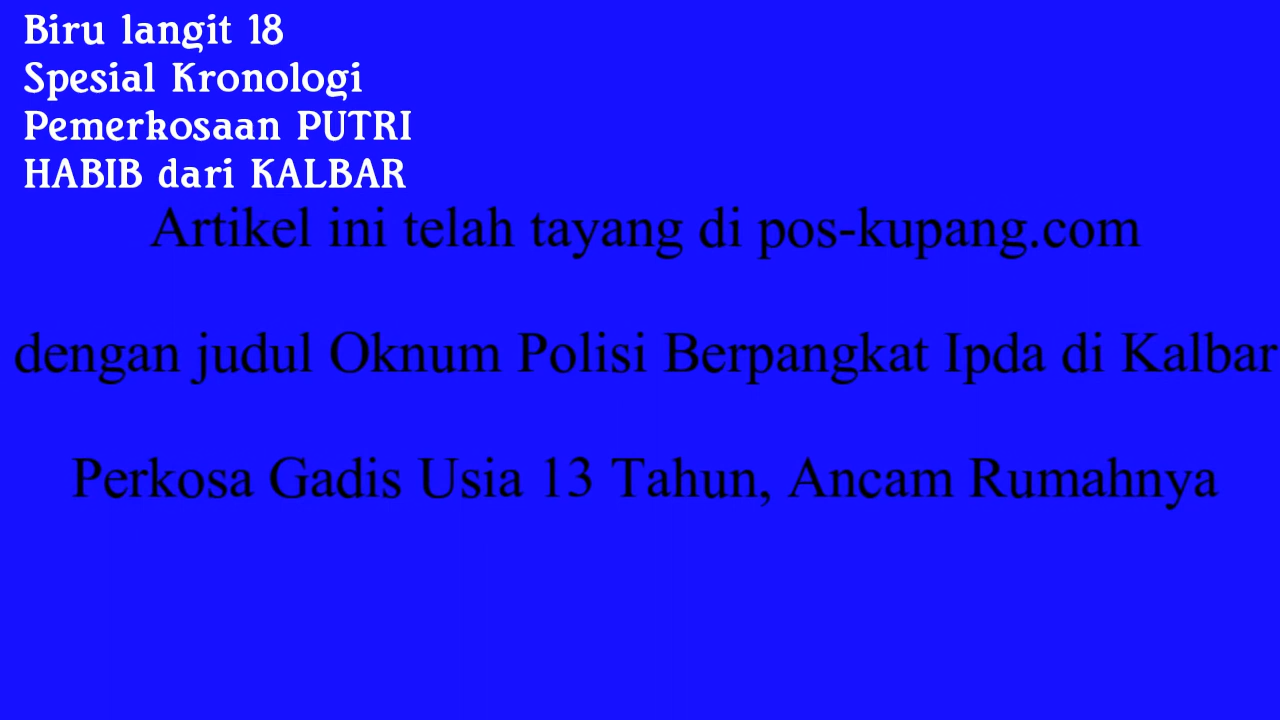 Biru langit 18
Spesial Kronologi
Pemerkosaan PUTRI
HABIB dari KALBAR
Artikel ini telah tayang di pos-kupang.com
dengan judul Oknum Polisi Berpangkat Ipda di Kalbar
Perkosa Gadis Usia 13 Tahun, Ancam Rumahnya